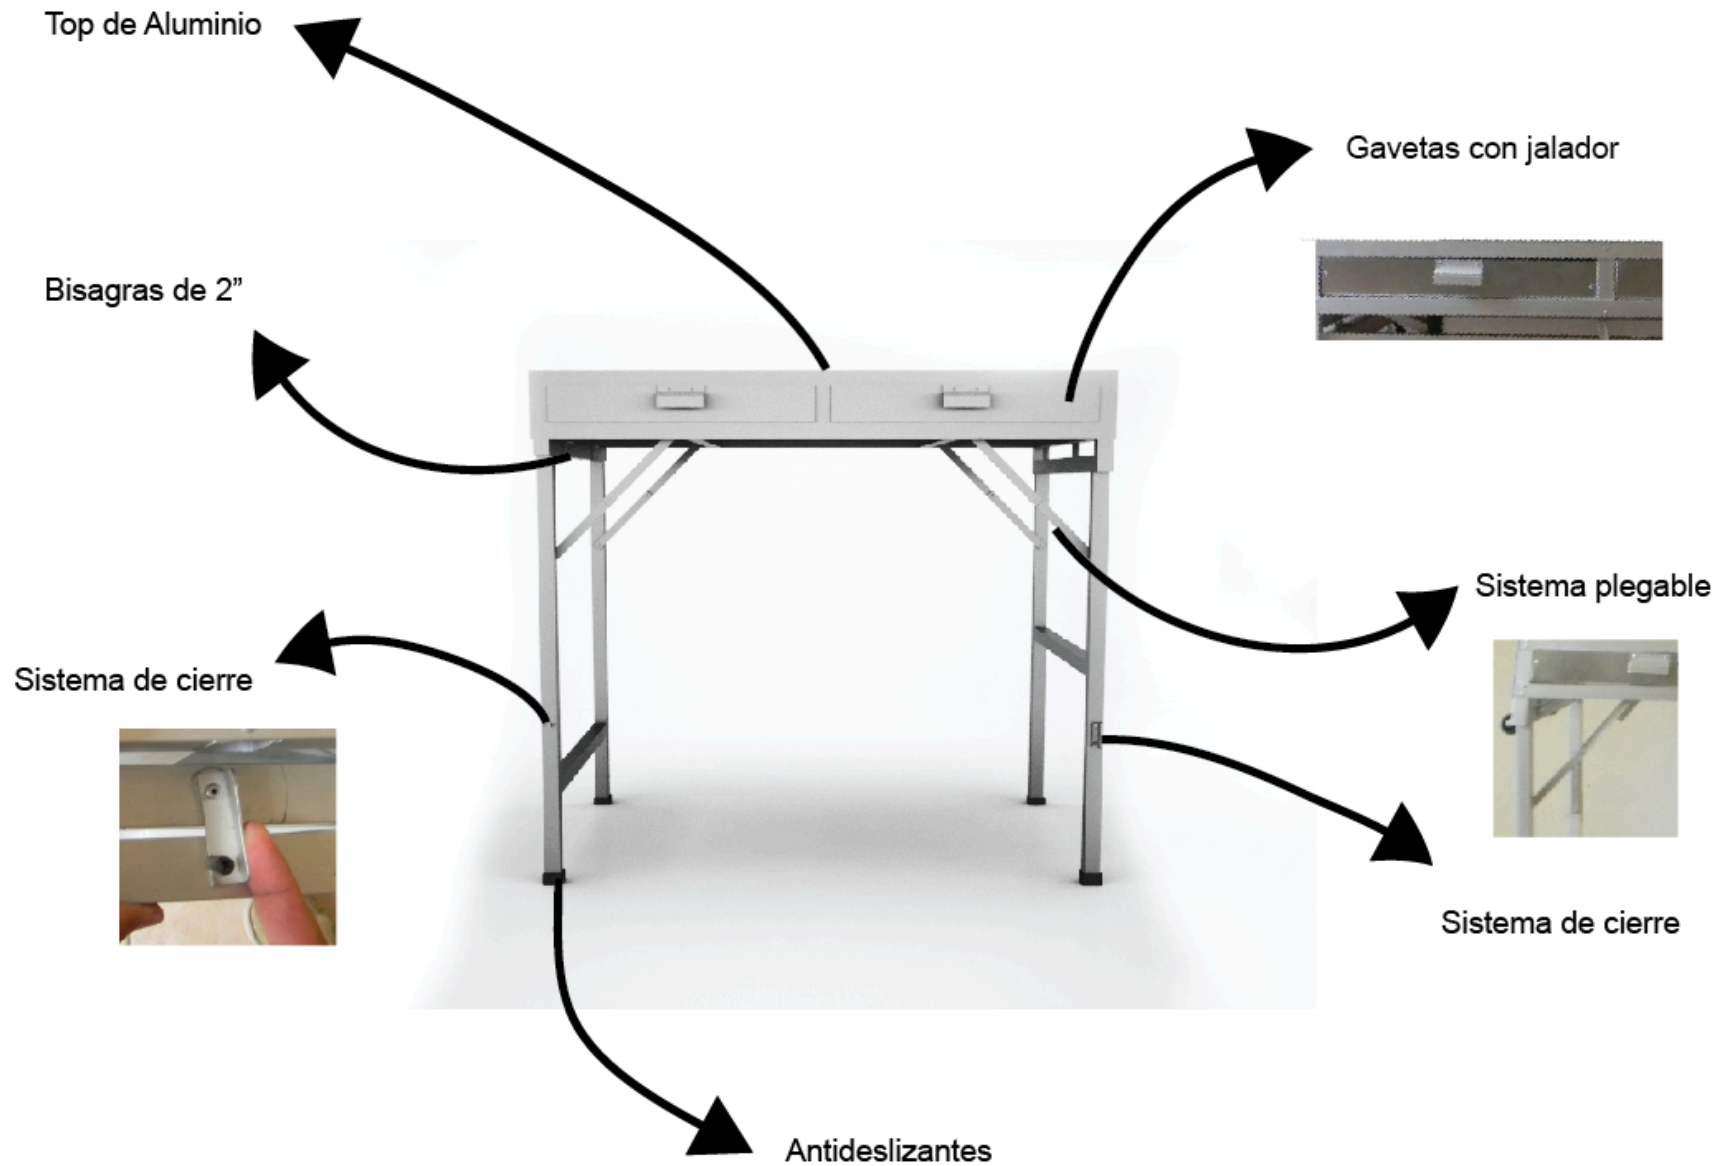 Top de Aluminio
Gavetas con jalador
Bisagras de 2”
Sistema plegable
Sistema de cierre
Sistema de cierre
Antideslizantes